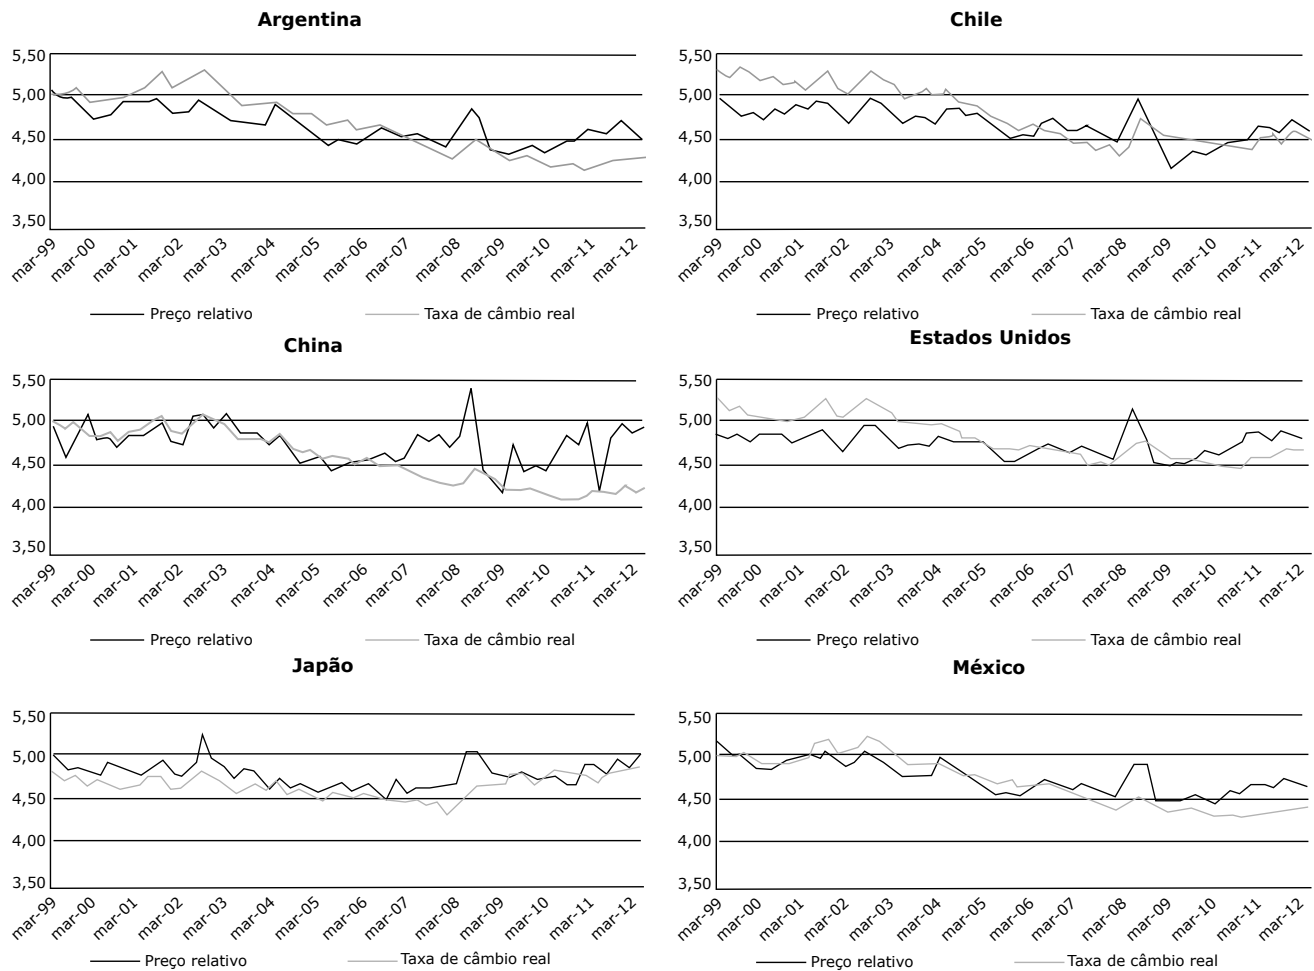 Argentina
5,50
5,00
4,50
4,00
3,50
mar-99 mar-00 mar-01 mar-02 mar-03 mar-04 mar-05 mar-06 mar-07 mar-08 mar-09 mar-10 mar-11 mar-12
Preço relativo Taxa de câmbio real
Chile
5,50
5,00
4,50
4,00
3,50
mar-99 mar-00 mar-01 mar-02 mar-03 mar-04 mar-05 mar-06 mar-07 mar-08 mar-09 mar-10 mar-11 mar-12
Preço relativo Taxa de câmbio real
China
5,50
5,00
4,50
4,00
3,50
mar-99 mar-00 mar-01 mar-02 mar-03 mar-04 mar-05 mar-06 mar-07 mar-08 mar-09 mar-10 mar-11 mar-12
Preço relativo Taxa de câmbio real
Estados Unidos
5,50
5,00
4,50
4,00
3,50
mar-99 mar-00 mar-01 mar-02 mar-03 mar-04 mar-05 mar-06 mar-07 mar-08 mar-09 mar-10 mar-11 mar-12
Preço relativo Taxa de câmbio real
Japão
5,50
5,00
4,50
4,00
3,50
mar-99 mar-00 mar-01 mar-02 mar-03 mar-04 mar-05 mar-06 mar-07 mar-08 mar-09 mar-10 mar-11 mar-12
Preço relativo Taxa de câmbio real
México
5,50
5,00
4,50
4,00
3,50
mar-99 mar-00 mar-01 mar-02 mar-03 mar-04 mar-05 mar-06 mar-07 mar-08 mar-09 mar-10 mar-11 mar-12
Preço relativo Taxa de câmbio real